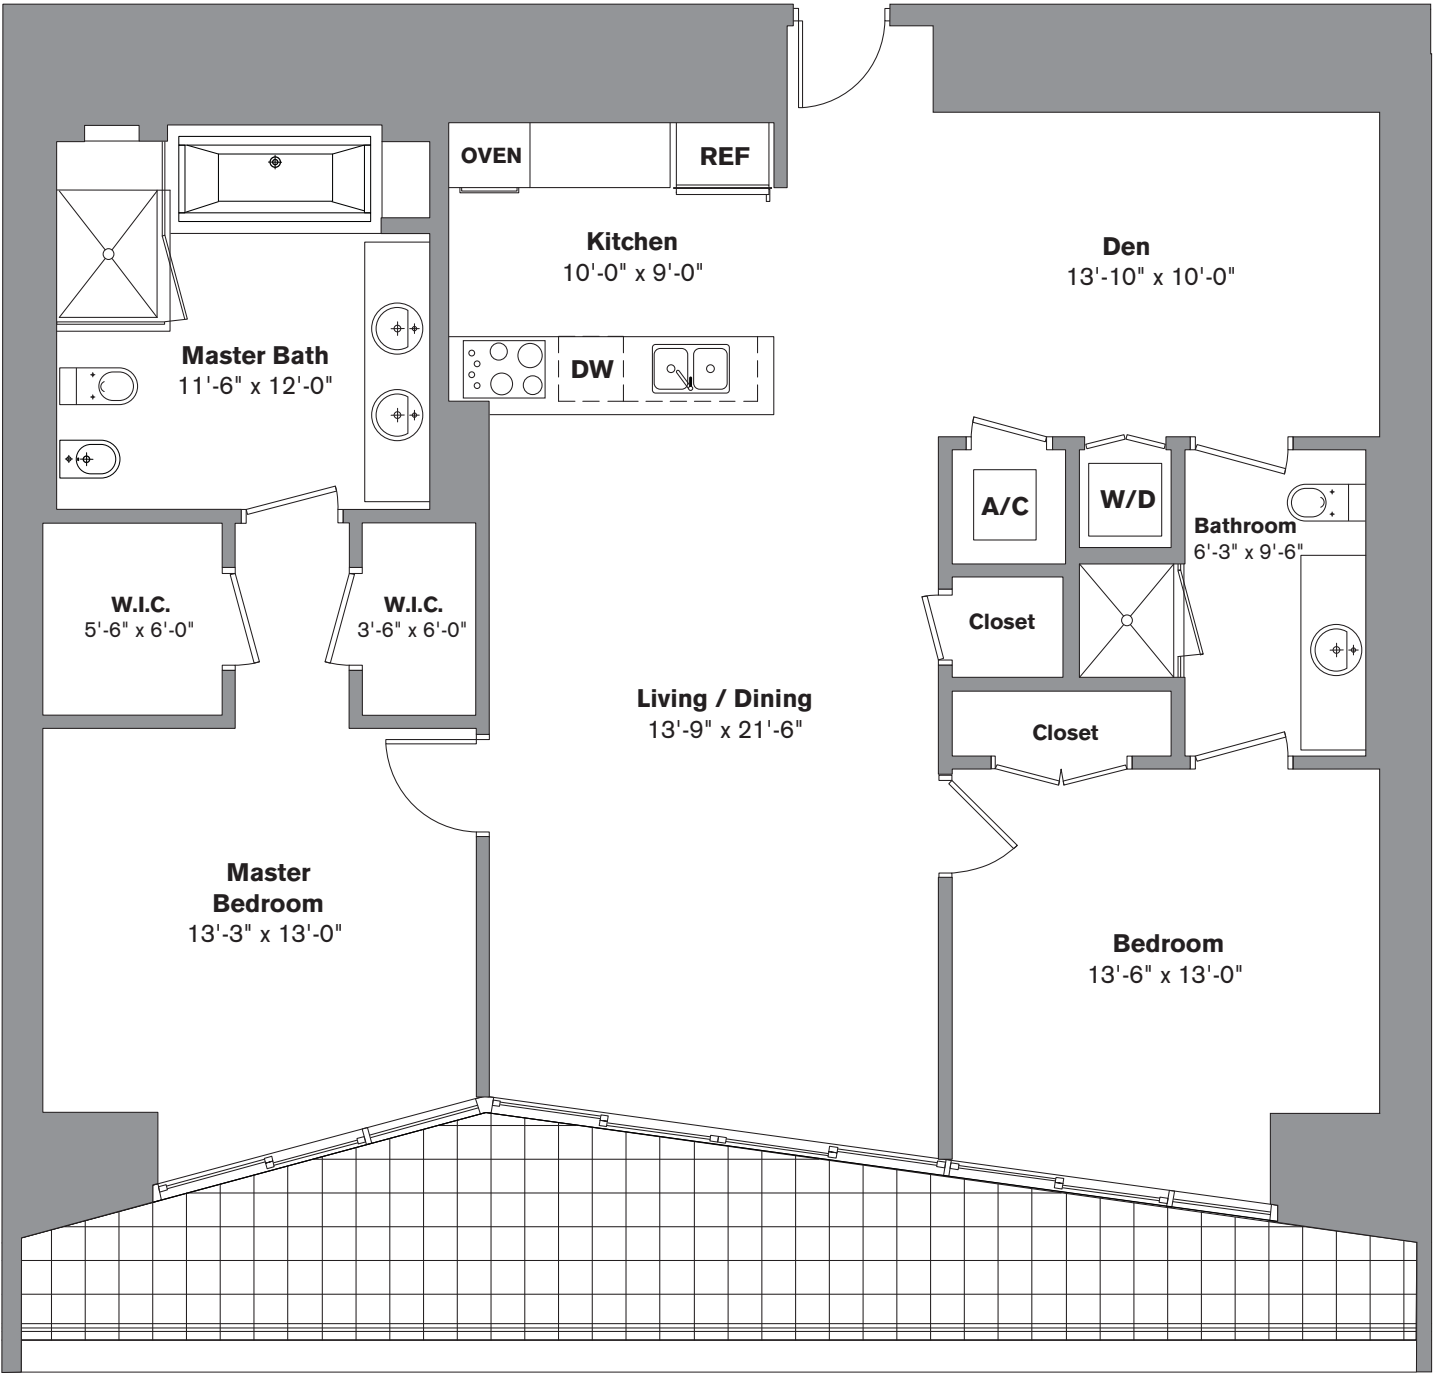 OVEN
REF
Kitchen
10'-0" x 9'-0"
Den
13'-10" x 10'-0"
Master Bath
11'-6" x 12'-0"
DW
A/C
W/D
Bathroom
6'-3" x 9'-6"
W.I.C.
5'-6" x 6'-0"
W.I.C.
3'-6" x 6'-0"
Closet
Living / Dining
13'-9" x 21'-6"
Closet
Master
Bedroom
13'-3" x 13'-0"
Bedroom
13'-6" x 13'-0"